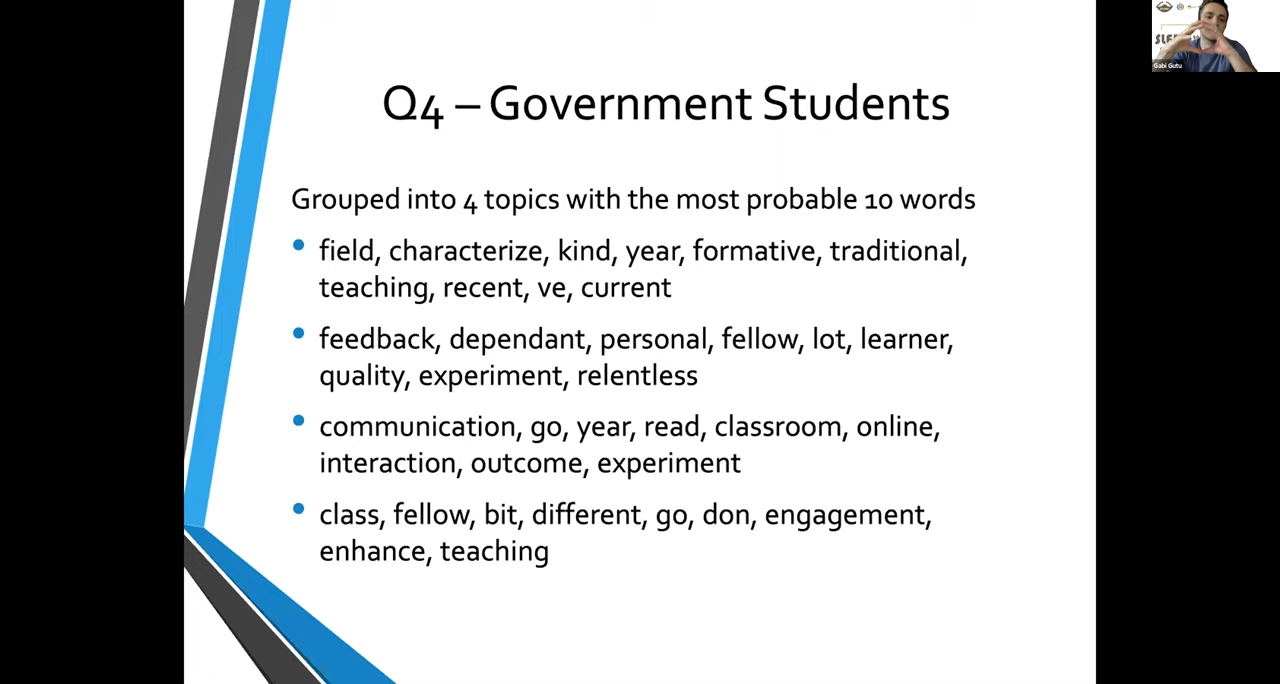 Q4 – Government Students
Grouped into 4 topics with the most probable 10 words
• field, characterize, kind, year, formative, traditional,
teaching, recent, ve, current
• feedback, dependant, personal, fellow, lot, learner,
quality, experiment, relentless
• communication, go, year, read, classroom, online,
interaction, outcome, experiment
• class, fellow, bit, different, go, don, engagement,
enhance, teaching
Gabi Gutu